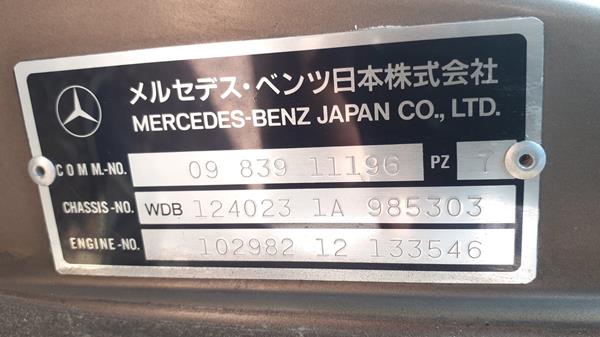 メルセデス・ベンツ日本株式会社
MERCEDES-BENZ JAPAN CO., LTD.
COMM.-NO. 09 839 11196 PZ 7
CHASSIS-NO. WDB 124023 1A 985303
ENGINE-NO. 102982 12 133546